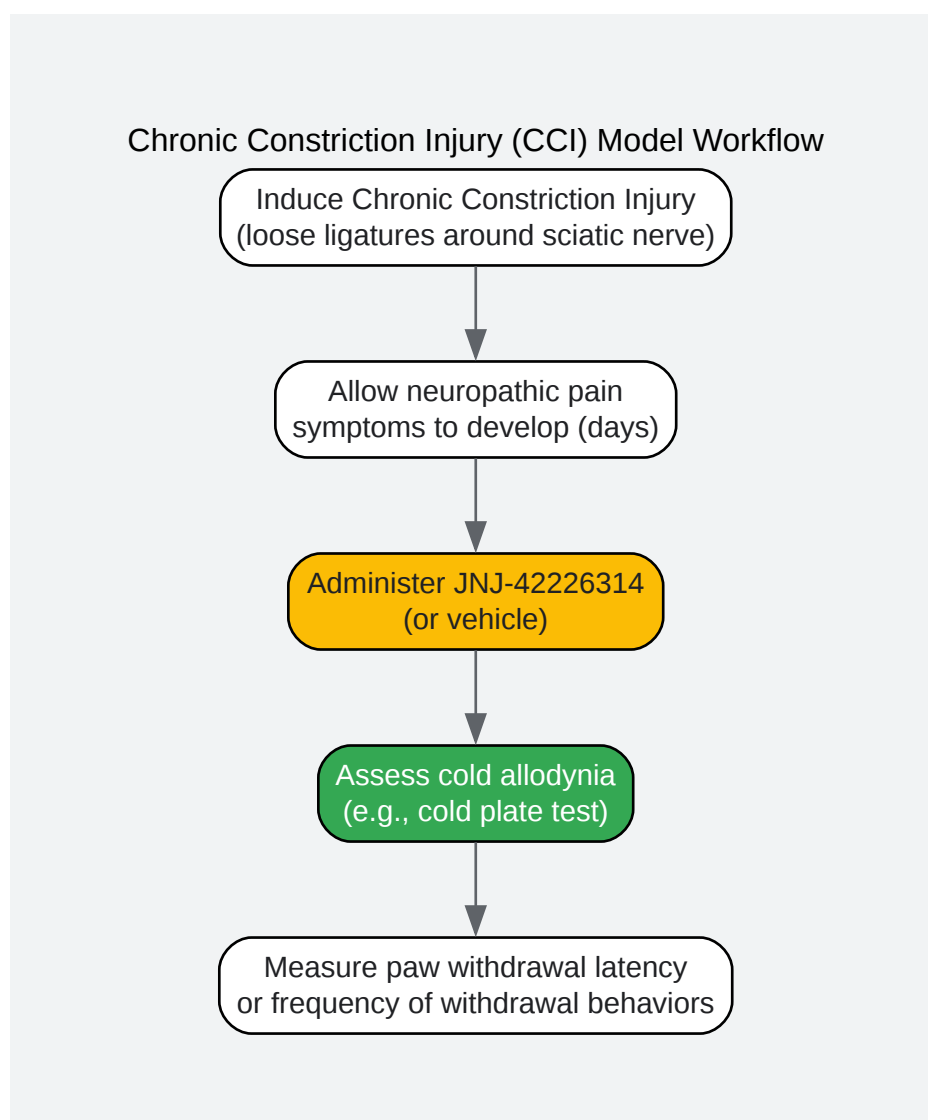 Chronic Constriction Injury (CCI) Model Workflow
Induce Chronic Constriction Injury
(loose ligatures around sciatic nerve)
Allow neuropathic pain
symptoms to develop (days)
Administer JNJ-42226314
(or vehicle)
Assess cold allodynia
(e.g., cold plate test)
Measure paw withdrawal latency
or frequency of withdrawal behaviors